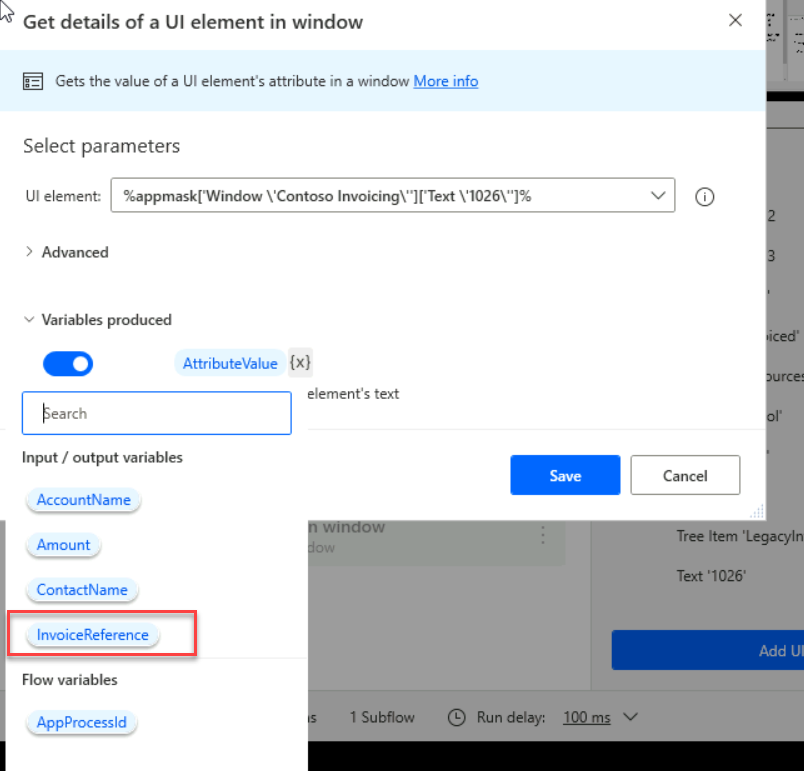 Get details of a UI element in window
Gets the value of a UI element's attribute in a window More info
Select parameters
UI element: %appmask['Window \'Contoso Invoicing\'']['Text \'1026\'']%
Advanced
Variables produced
AttributeValue {x}
element's text
Search
Input / output variables
AccountName
Amount
ContactName
InvoiceReference
Flow variables
AppProcessId
Save Cancel
n window
dow
2
3
iced'
ources
ol'
Tree Item 'LegacyIn
Text '1026'
Add UI
1 Subflow Run delay: 100 ms